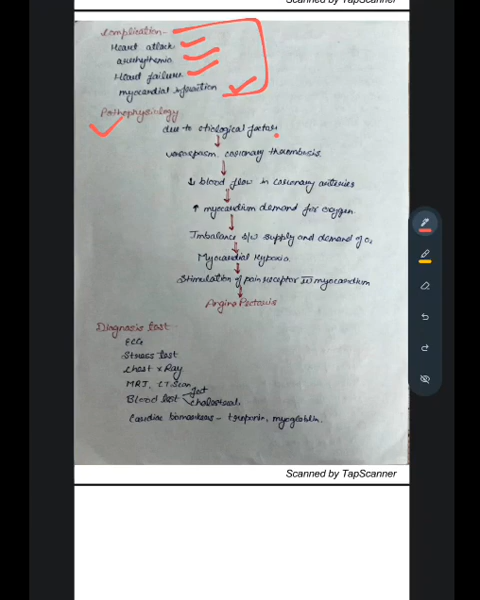 Scanned by TapScanner
Complication -
Heart attack
arrhythmia
Heart failure
myocardial infarction
Pathophysiology
due to etiological factors
vasospasm coronary thrombosis
↓ blood flow in coronary arteries
↑ myocardium demand for oxygen
Imbalance b/w supply and demand of O₂
Myocardial Hypoxia
Stimulation of pain receptor in myocardium
Angina Pectoris
Diagnosis test
ECG
Stress test
Chest x Ray
MRI, CT Scan
Blood test
cholesterol
Cardiac biomarkers - troponin, myoglobin.
Scanned by TapScanner